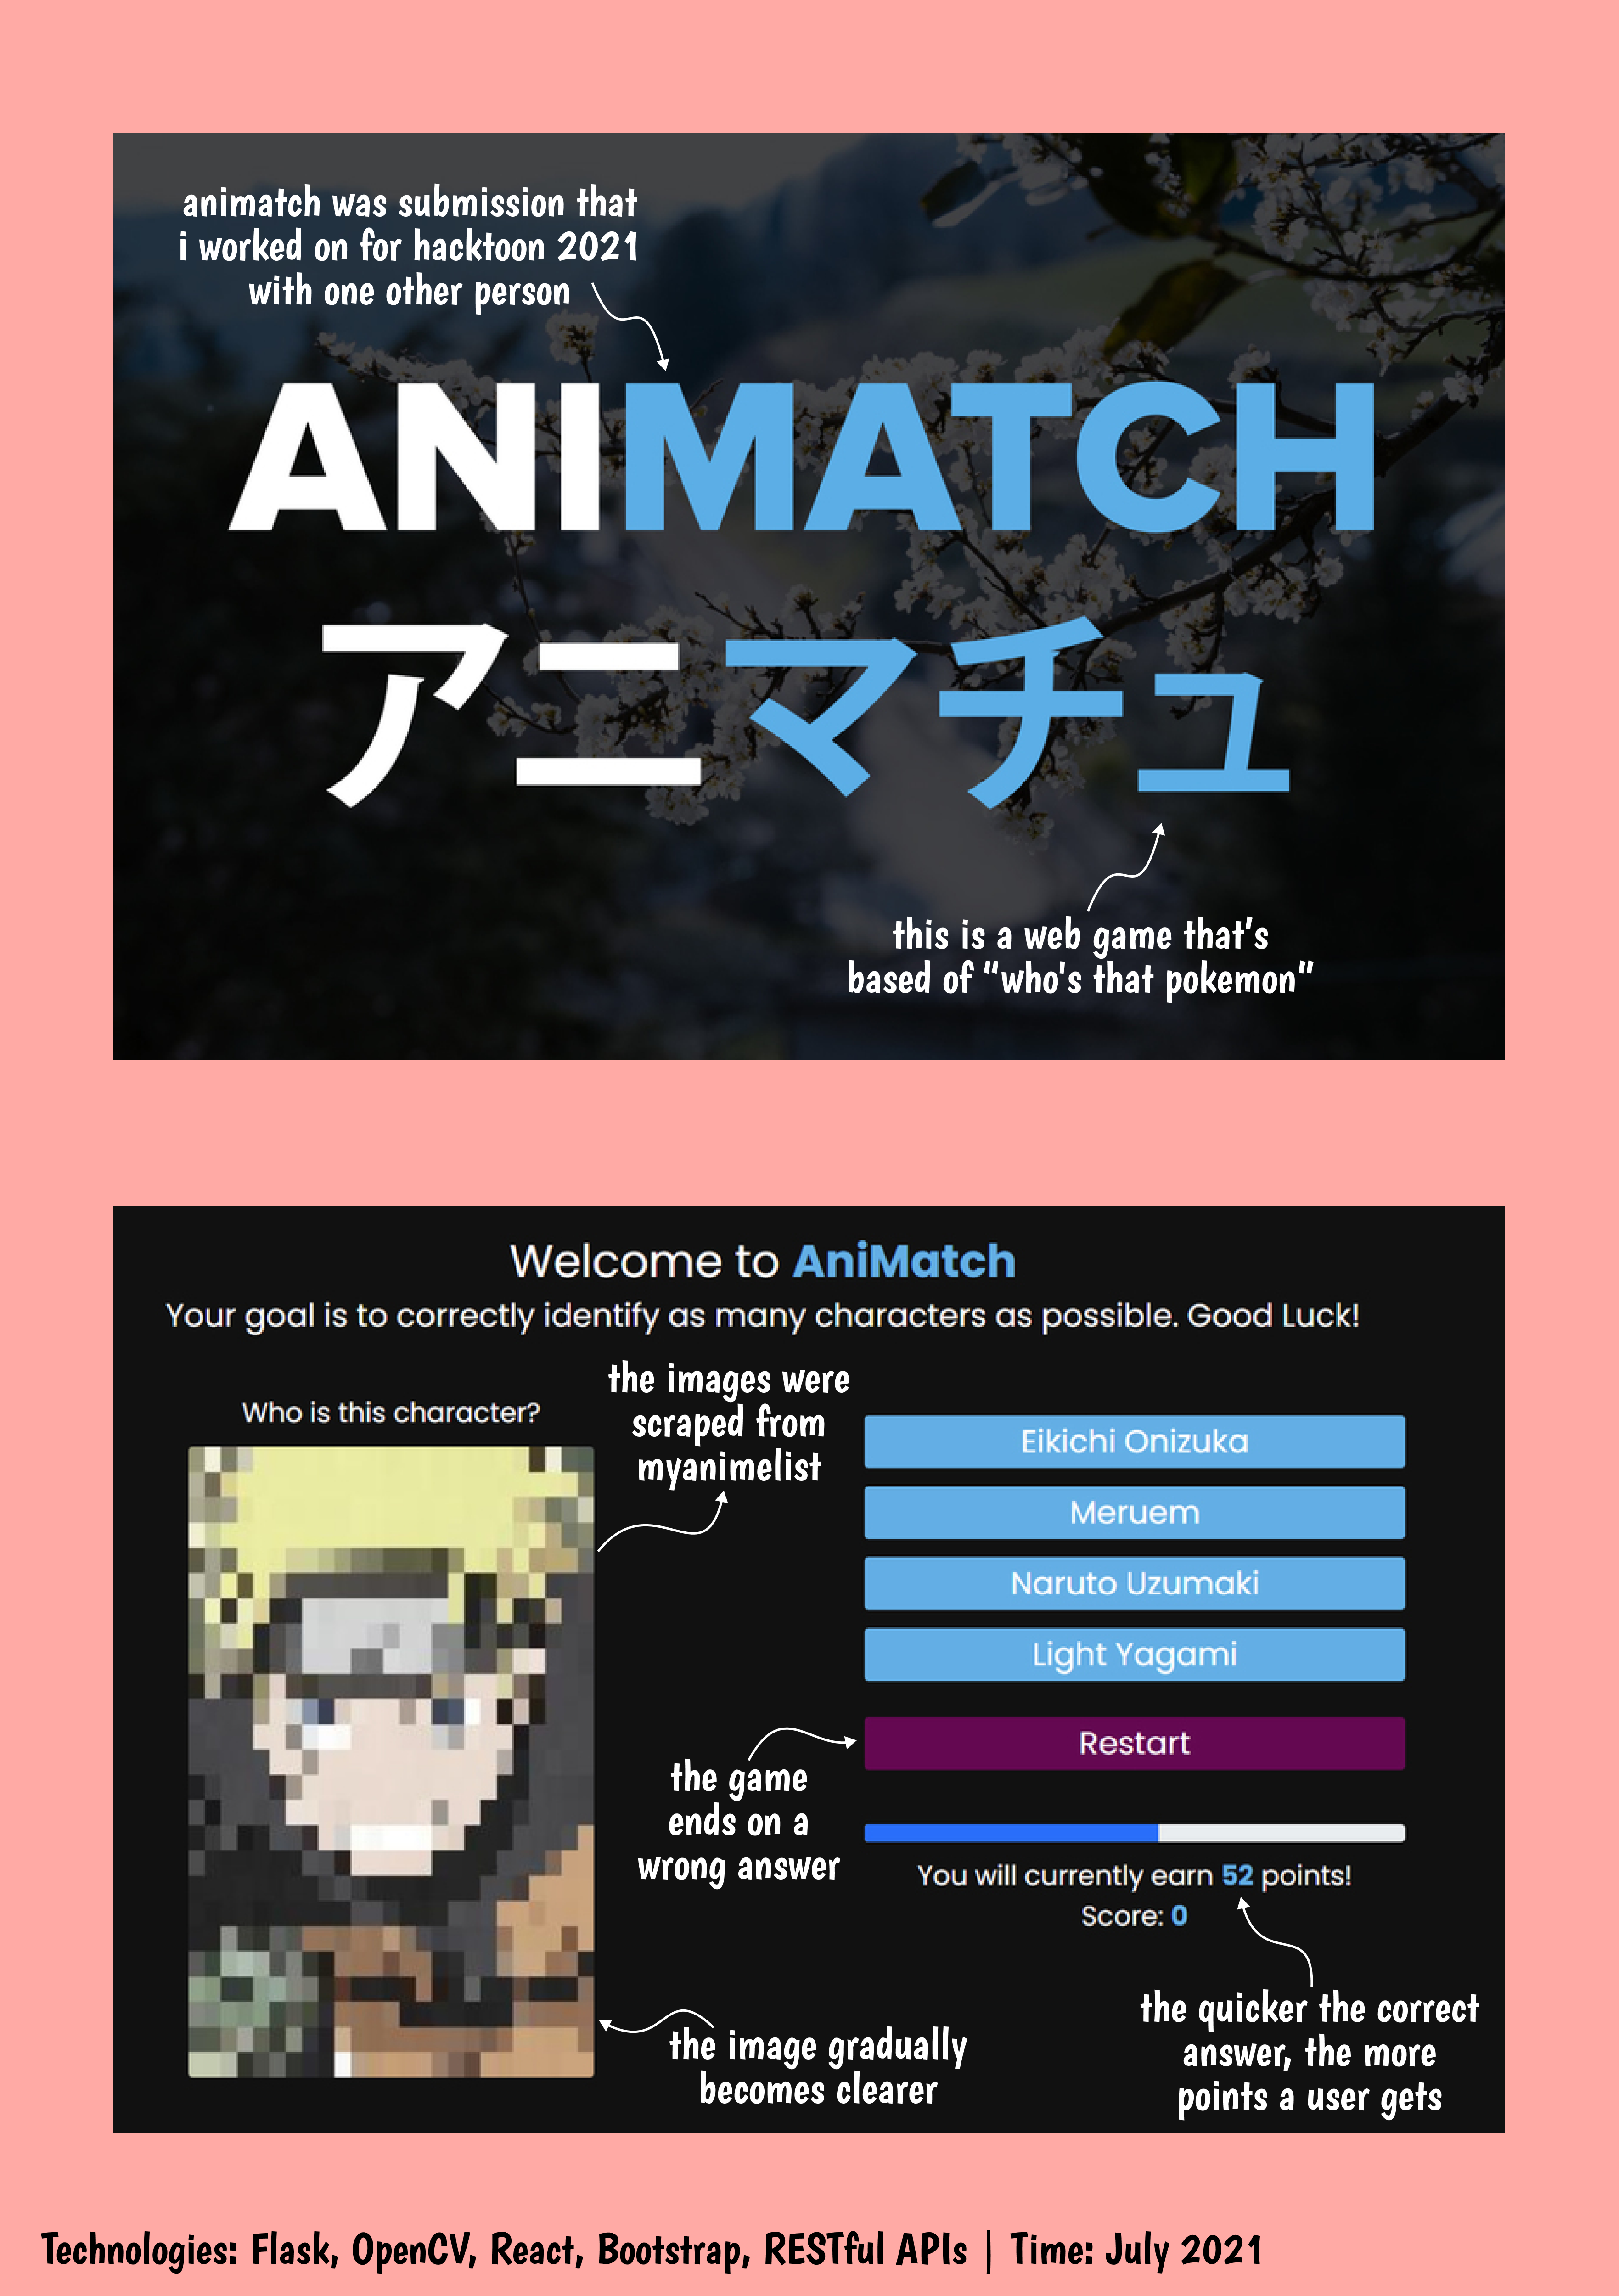 animatch was submission that
i worked on for hacktoon 2021
with one other person
ANIMATCH
アニマチュ
this is a web game that's
based of "who's that pokemon"
Welcome to AniMatch
Your goal is to correctly identify as many characters as possible. Good Luck!
the images were
scraped from
myanimelist
Who is this character?
Eikichi Onizuka
Meruem
Naruto Uzumaki
Light Yagami
Restart
the game
ends on a
wrong answer
You will currently earn 52 points!
Score: 0
the quicker the correct
answer, the more
points a user gets
the image gradually
becomes clearer
Technologies: Flask, OpenCV, React, Bootstrap, RESTful APIs | Time: July 2021